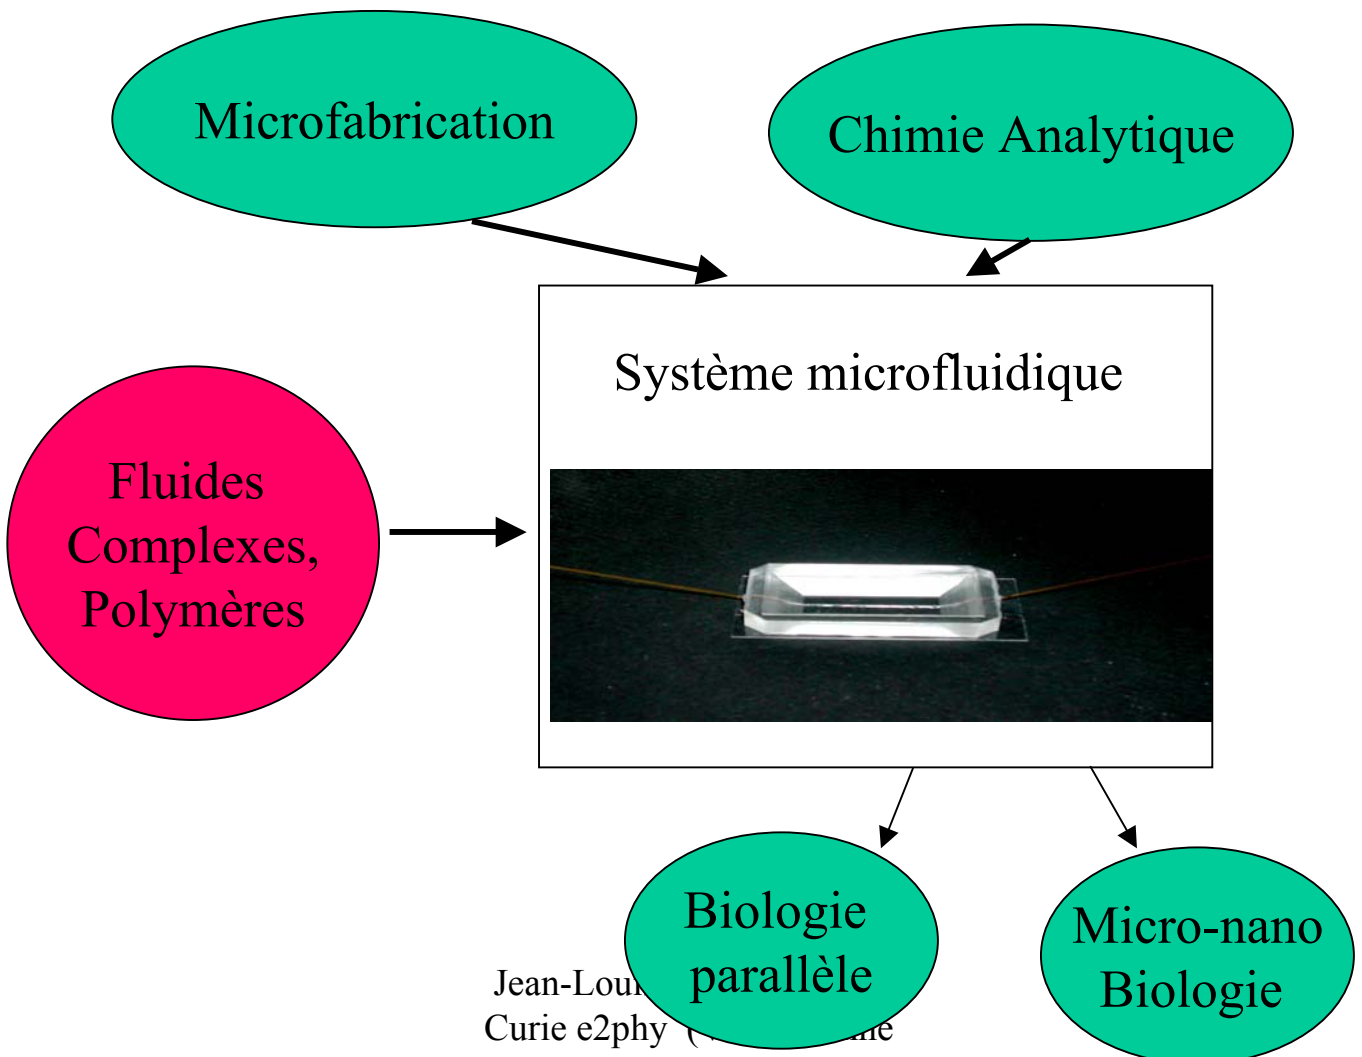 Microfabrication
Chimie Analytique
Système microfluidique
Fluides
Complexes,
Polymères
Biologie
parallèle
Micro-nano
Biologie
Curie e2phy (